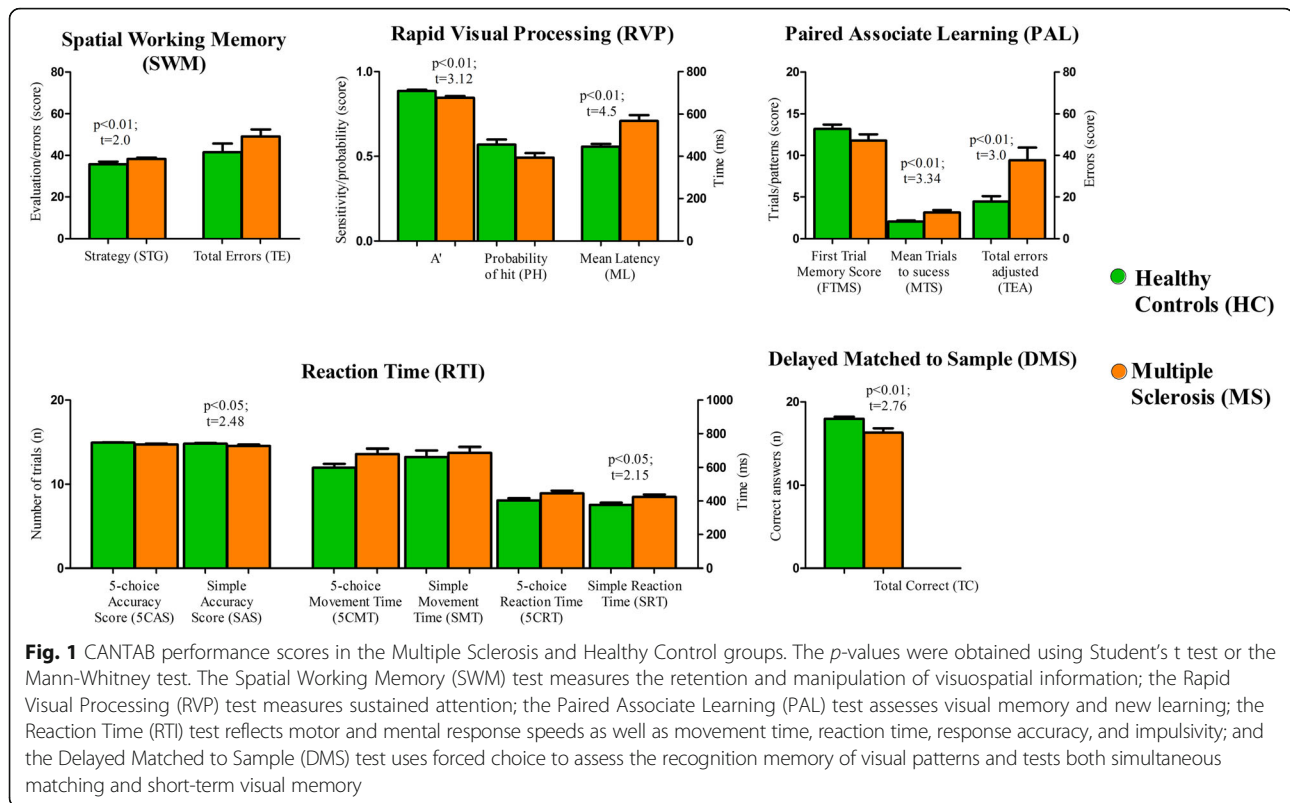 Spatial Working Memory
(SWM)
Evaluation/errors (score)
80
60
40
20
0
p<0.01;
t=2.0
Strategy (STG)
Total Errors (TE)
Rapid Visual Processing (RVP)
Sensitivity/probability (score)
1.0
0.5
0.0
p<0.01;
t=3.12
p<0.01;
t=4.5
800
600
400
200
0
Time (ms)
A'
Probability
of hit (PH)
Mean Latency
(ML)
Paired Associate Learning (PAL)
Trials/patterns (score)
20
15
10
5
0
p<0.01;
t=3.34
p<0.01;
t=3.0
80
60
40
20
0
Errors (score)
First Trial
Memory Score
(FTMS)
Mean Trials
to sucess
(MTS)
Total errors
adjusted
(TEA)
Healthy
Controls (HC)
Multiple
Sclerosis (MS)
Reaction Time (RTI)
Number of trials (n)
20
10
0
p<0.05;
t=2.48
p<0.05;
t=2.15
1000
800
600
400
200
0
Time (ms)
5-choice
Accuracy
Score (5CAS)
Simple
Accuracy
Score (SAS)
5-choice
Movement Time
(5CMT)
Simple
Movement
Time (SMT)
5-choice
Reaction Time
(5CRT)
Simple Reaction
Time (SRT)
Delayed Matched to Sample (DMS)
Correct answers (n)
20
10
0
p<0.01;
t=2.76
Total Correct (TC)
Fig. 1 CANTAB performance scores in the Multiple Sclerosis and Healthy Control groups. The p-values were obtained using Student's t test or the
Mann-Whitney test. The Spatial Working Memory (SWM) test measures the retention and manipulation of visuospatial information; the Rapid
Visual Processing (RVP) test measures sustained attention; the Paired Associate Learning (PAL) test assesses visual memory and new learning; the
Reaction Time (RTI) test reflects motor and mental response speeds as well as movement time, reaction time, response accuracy, and impulsivity; and
the Delayed Matched to Sample (DMS) test uses forced choice to assess the recognition memory of visual patterns and tests both simultaneous
matching and short-term visual memory